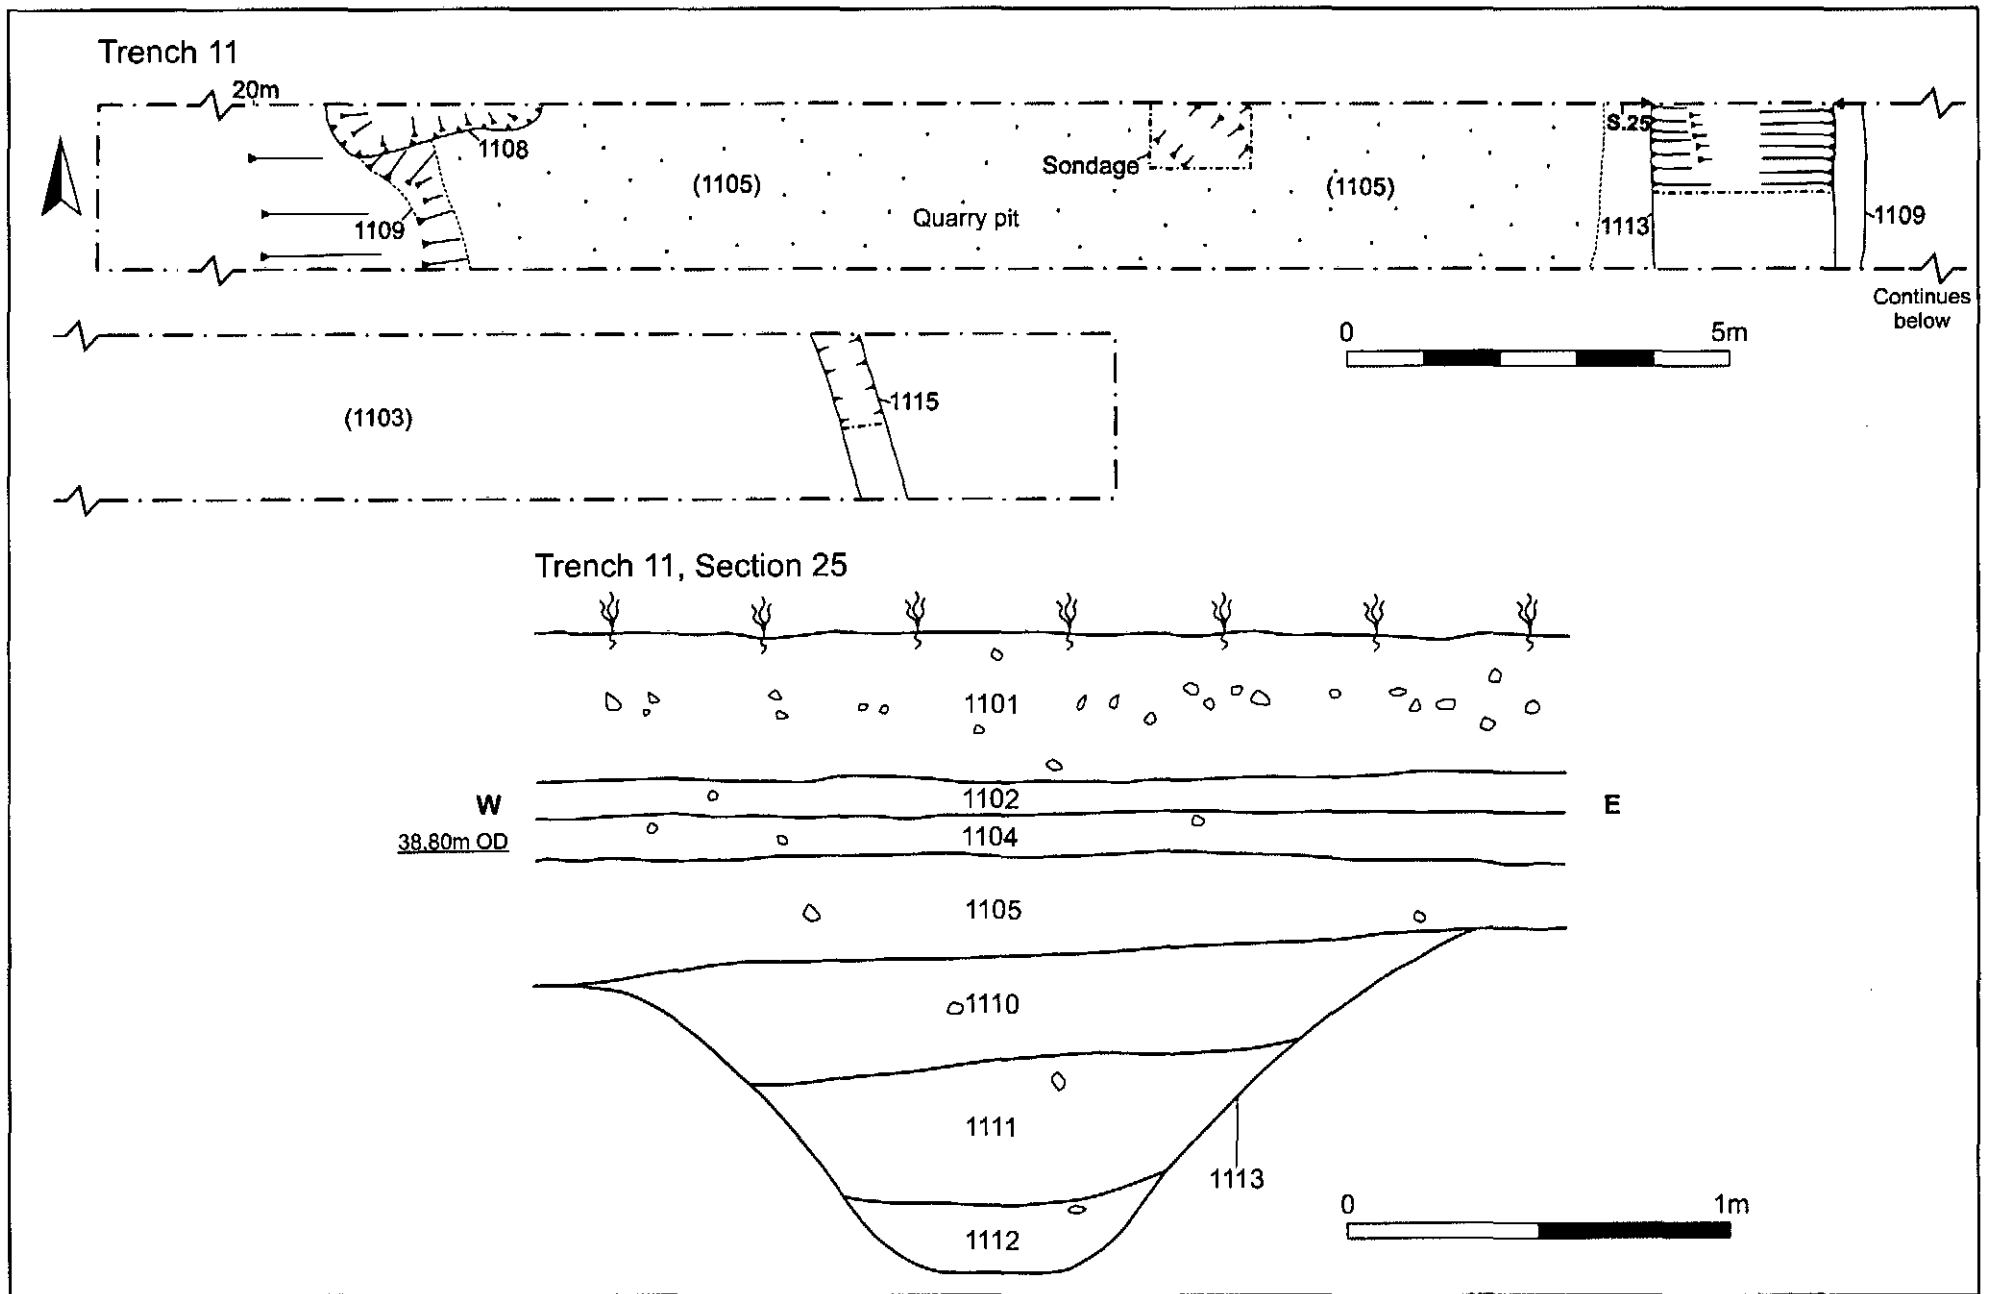 Trench 11
20m
1108
1109
(1105)
Quarry pit
Sondage
(1105)
S.25
1113
1109
Continues
below
(1103)
1115
0 5m
Trench 11, Section 25
1101
W
1102
E
38.80m OD
1104
1105
1110
1111
1113
1112
0 1m